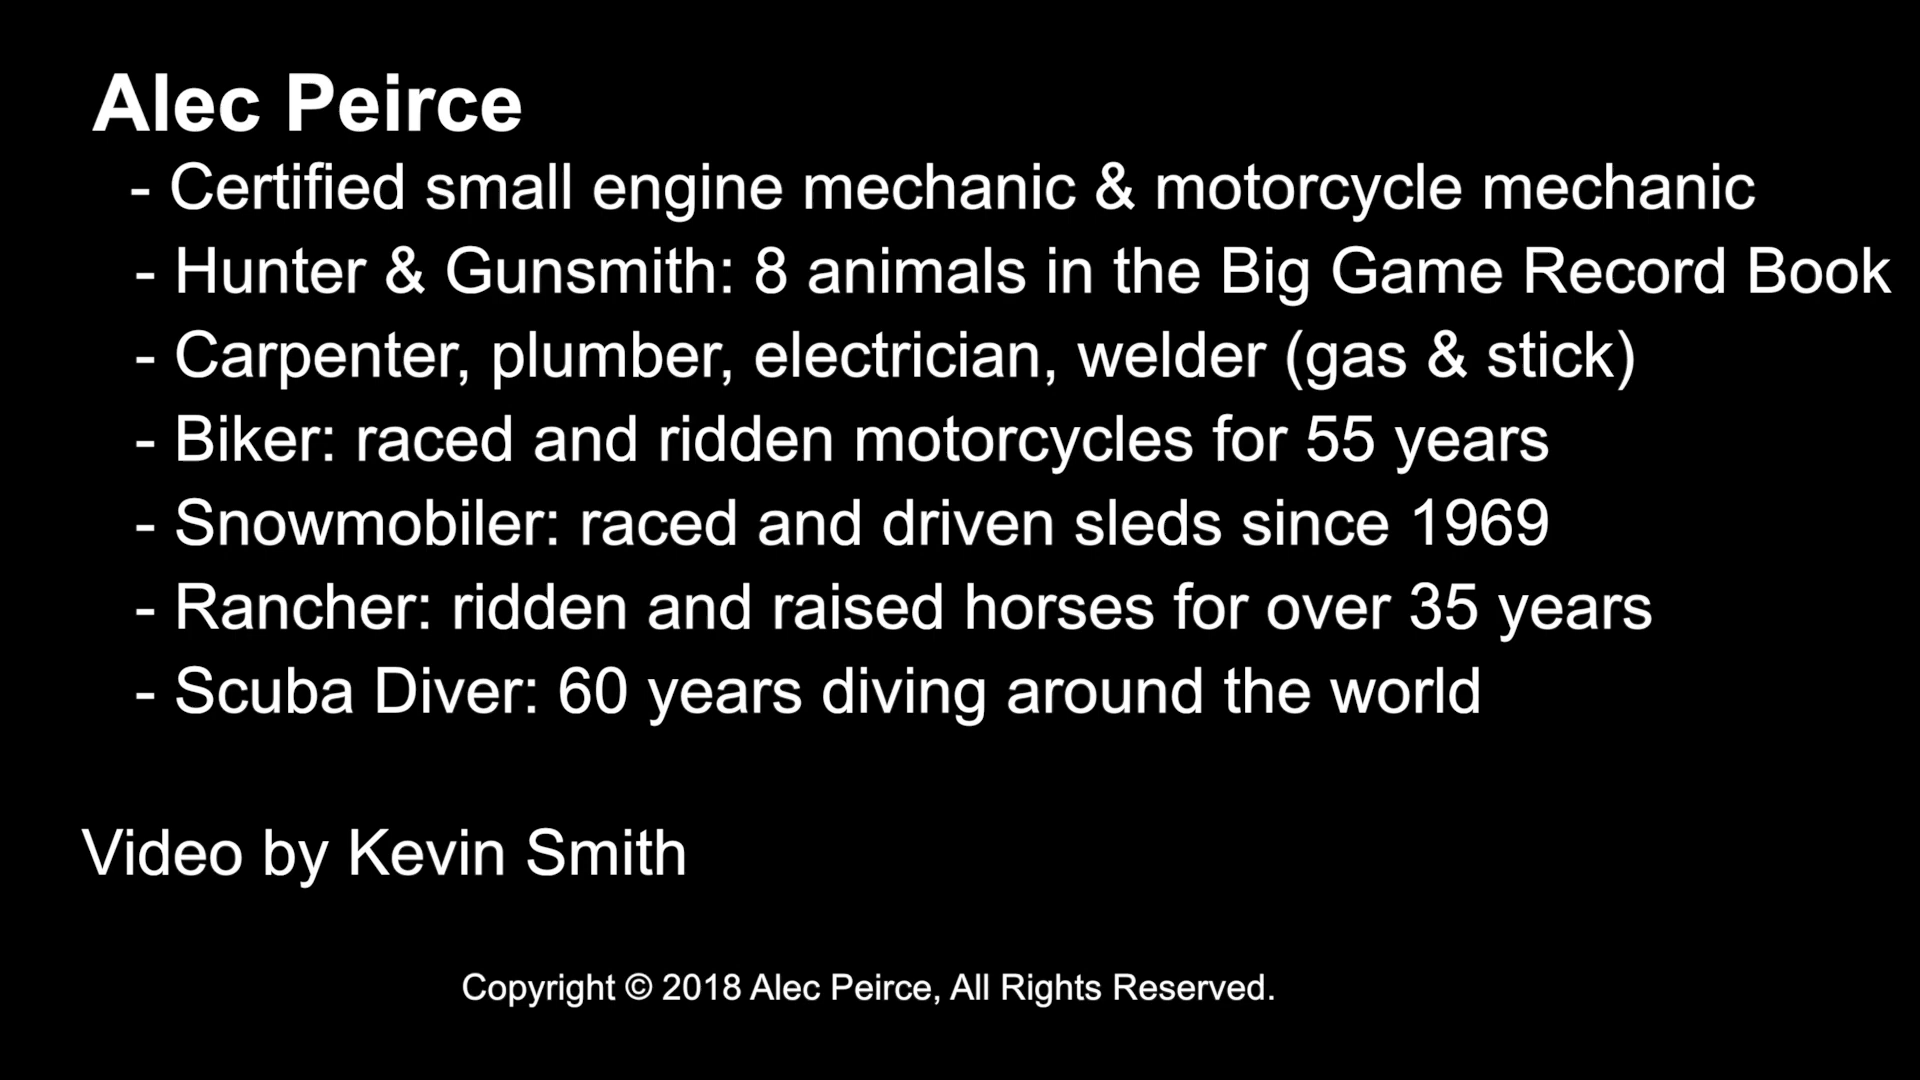 Alec Peirce
- Certified small engine mechanic & motorcycle mechanic
- Hunter & Gunsmith: 8 animals in the Big Game Record Book
- Carpenter, plumber, electrician, welder (gas & stick)
- Biker: raced and ridden motorcycles for 55 years
- Snowmobiler: raced and driven sleds since 1969
- Rancher: ridden and raised horses for over 35 years
- Scuba Diver: 60 years diving around the world
Video by Kevin Smith
Copyright © 2018 Alec Peirce, All Rights Reserved.